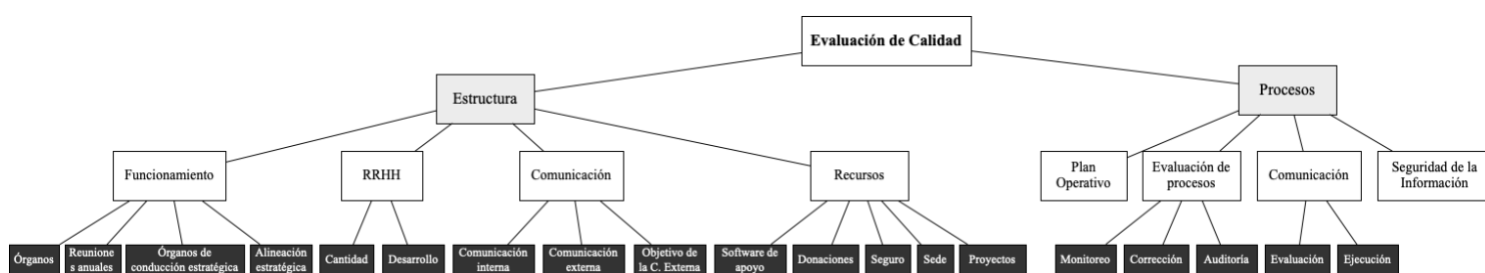 Evaluación de Calidad
Estructura
Procesos
Funcionamiento
RRHH
Comunicación
Recursos
Plan
Operativo
Evaluación de
procesos
Comunicación
Seguridad de la
Información
Órganos
Reunione
s anuales
Órganos de
conducción estratégica
Alineación
estratégica
Cantidad
Desarrollo
Comunicación
interna
Comunicación
externa
Objetivo de
la C. Externa
Software de
apoyo
Donaciones
Seguro
Sede
Proyectos
Monitoreo
Corrección
Auditoría
Evaluación
Ejecución